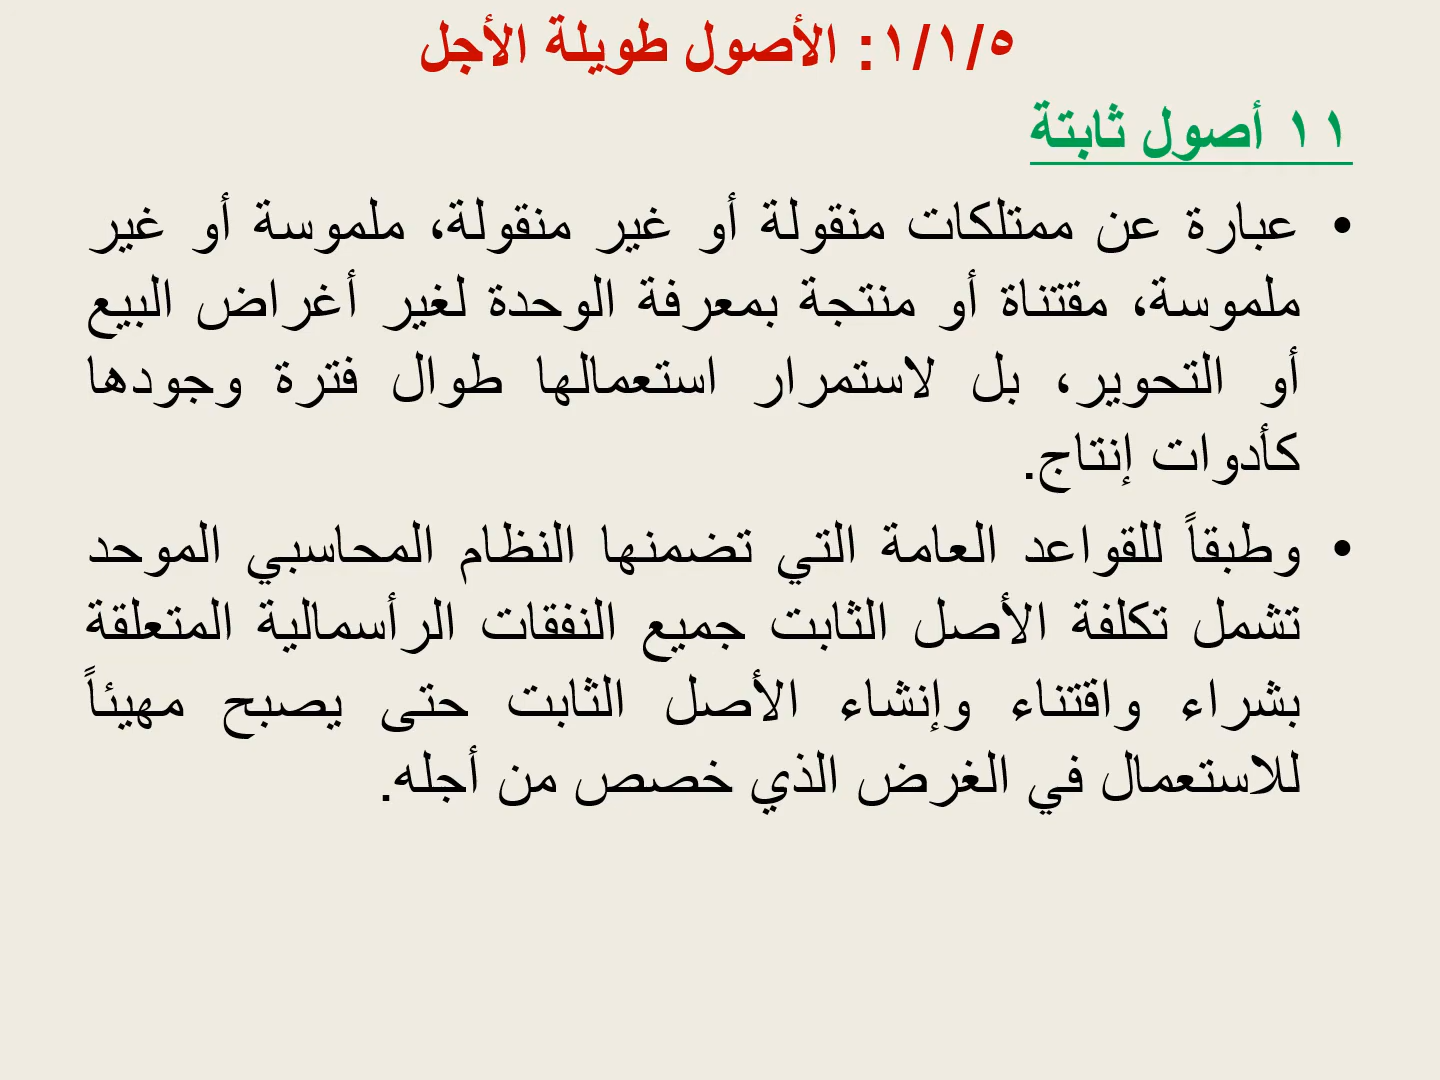 ١/١/٥: الأصول طويلة الأجل
١١ أصول ثابتة
• عبارة عن ممتلكات منقولة أو غير منقولة، ملموسة أو غير
ملموسة، مقتناة أو منتجة بمعرفة الوحدة لغير أغراض البيع
أو التحوير، بل لاستمرار استعمالها طوال فترة وجودها
كأدوات إنتاج.
• وطبقاً للقواعد العامة التي تضمنها النظام المحاسبي الموحد
تشمل تكلفة الأصل الثابت جميع النفقات الرأسمالية المتعلقة
بشراء واقتناء وإنشاء الأصل الثابت حتى يصبح مهيئاً
للاستعمال في الغرض الذي خصص من أجله.